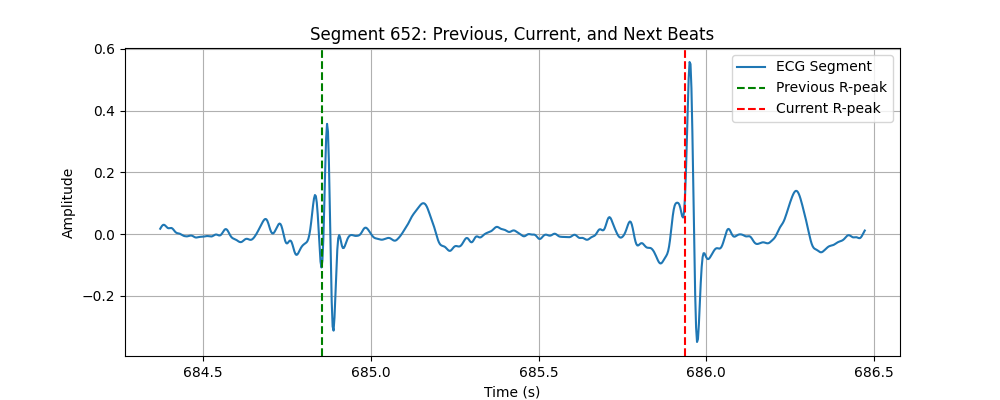 Segment 652: Previous, Current, and Next Beats
0.6
0.4
0.2
0.0
−0.2
Amplitude
ECG Segment
Previous R-peak
Current R-peak
684.5 685.0 685.5 686.0 686.5
Time (s)